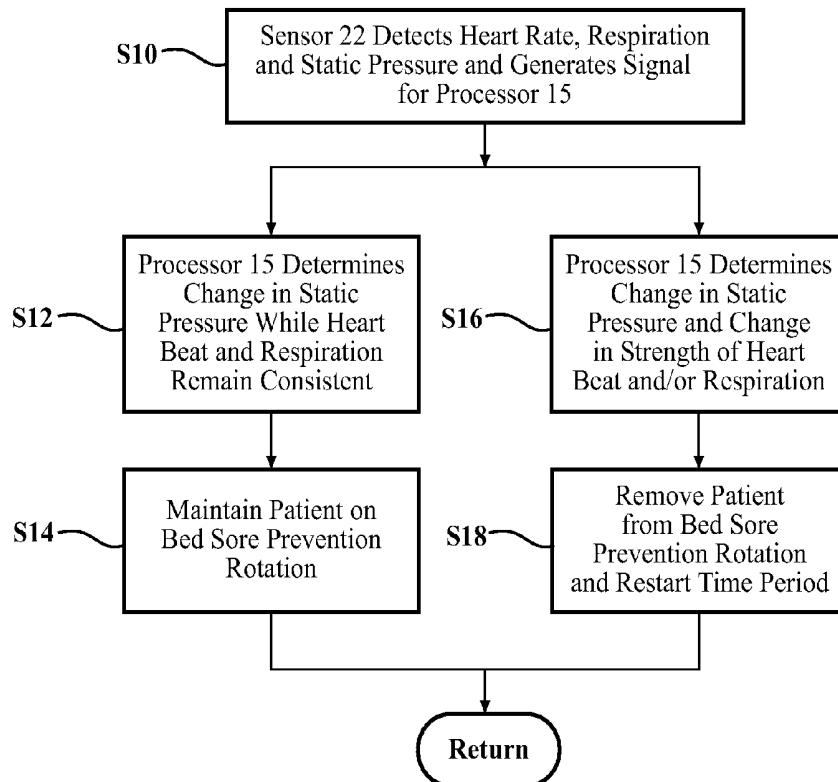 S10
Sensor 22 Detects Heart Rate, Respiration
and Static Pressure and Generates Signal
for Processor 15
S12
Processor 15 Determines
Change in Static
Pressure While Heart
Beat and Respiration
Remain Consistent
S16
Processor 15 Determines
Change in Static
Pressure and Change
in Strength of Heart
Beat and/or Respiration
S14
Maintain Patient on
Bed Sore Prevention
Rotation
S18
Remove Patient
from Bed Sore
Prevention Rotation
and Restart Time Period
Return